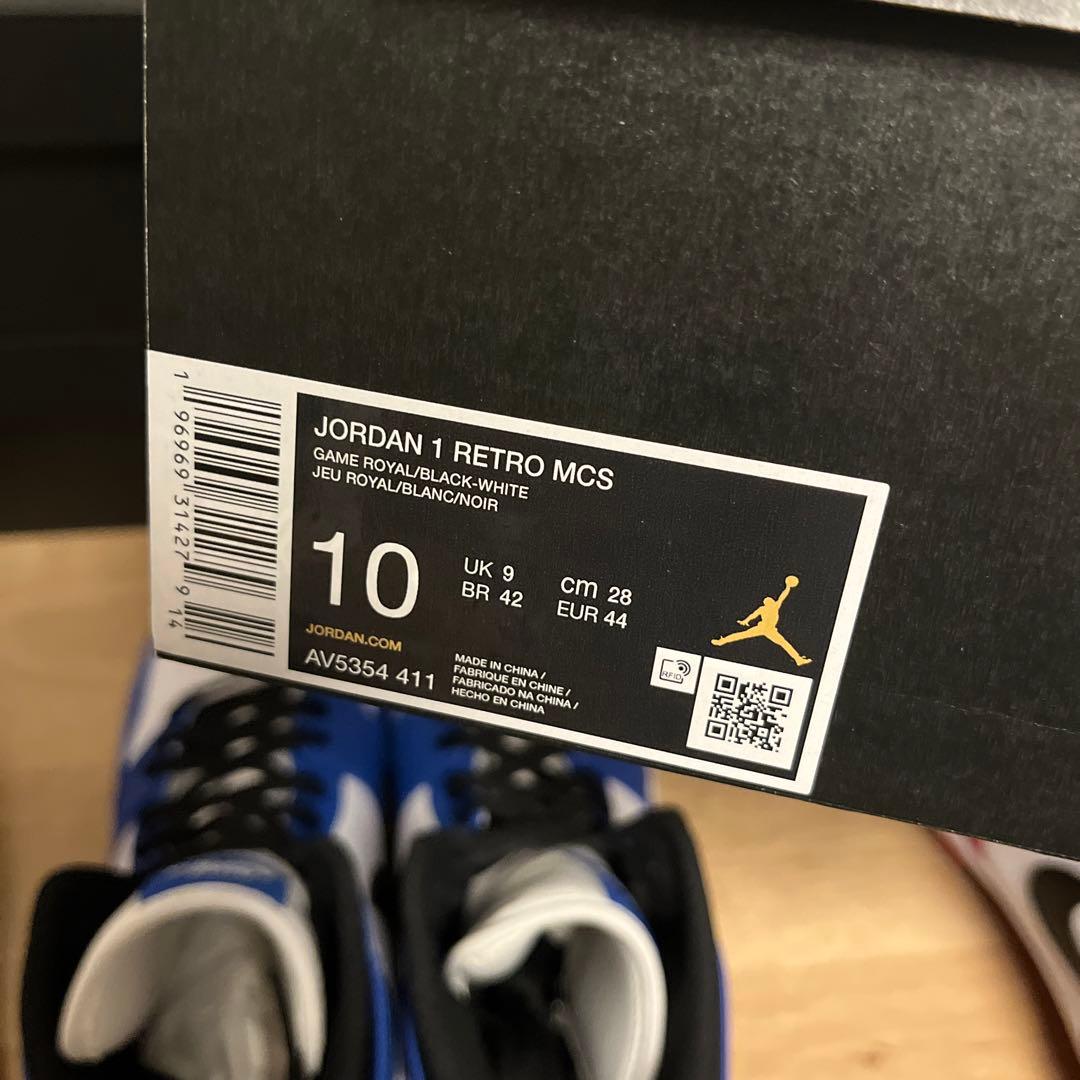 JORDAN 1 RETRO MCS
GAME ROYAL/BLACK-WHITE
JEU ROYAL/BLANC/NOIR
10
UK 9
BR 42
cm 28
EUR 44
JORDAN.COM
AV5354 411
MADE IN CHINA /
FABRIQUE EN CHINE /
FABRICADO NA CHINA /
HECHO EN CHINA
RFID
1 96969 31427 9 14